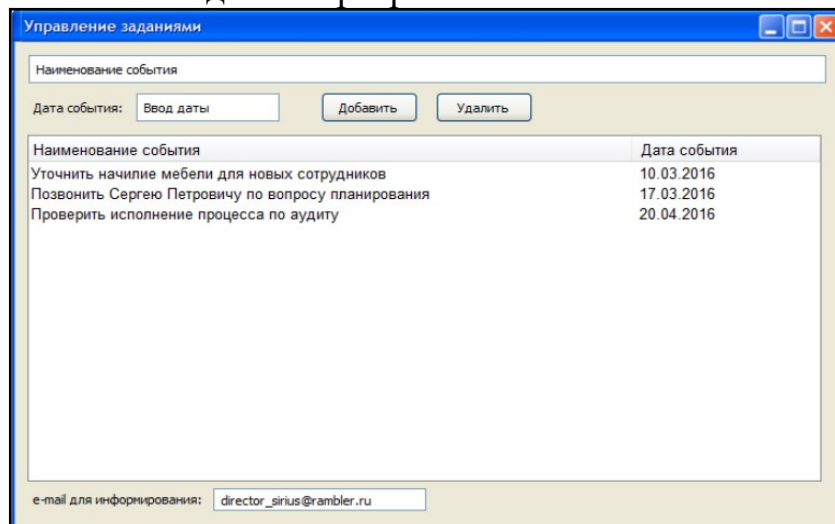 Управление заданиями
Наименование события
Дата события: Ввод даты Добавить Удалить
Наименование события Дата события
Уточнить начилие мебели для новых сотрудников 10.03.2016
Позвонить Сергею Петровичу по вопросу планирования 17.03.2016
Проверить исполнение процесса по аудиту 20.04.2016
e-mail для информирования: director_sirius@rambler.ru